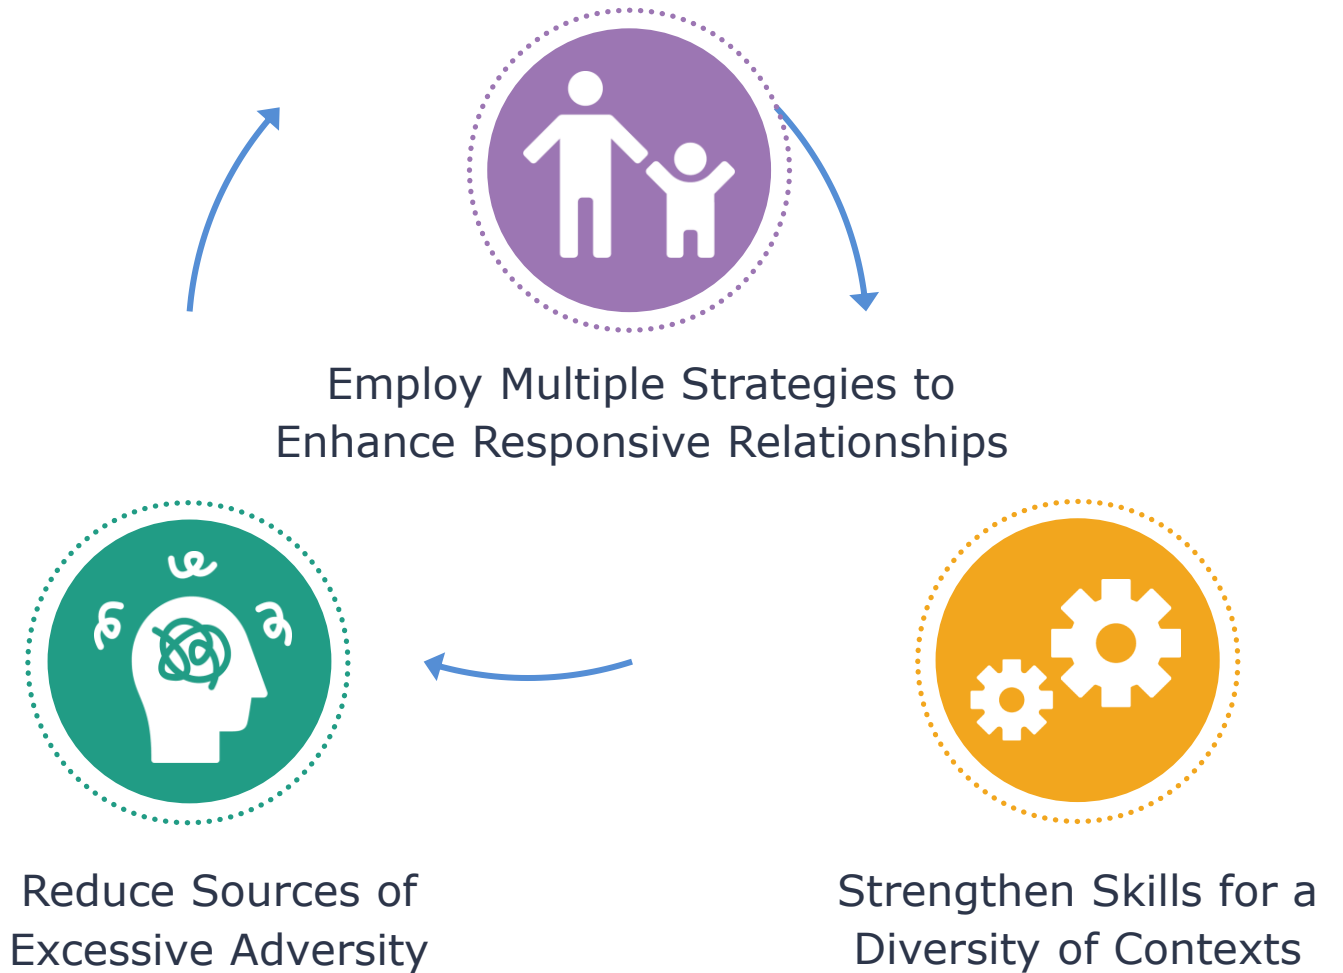 Employ Multiple Strategies to
Enhance Responsive Relationships
Reduce Sources of
Excessive Adversity
Strengthen Skills for a
Diversity of Contexts